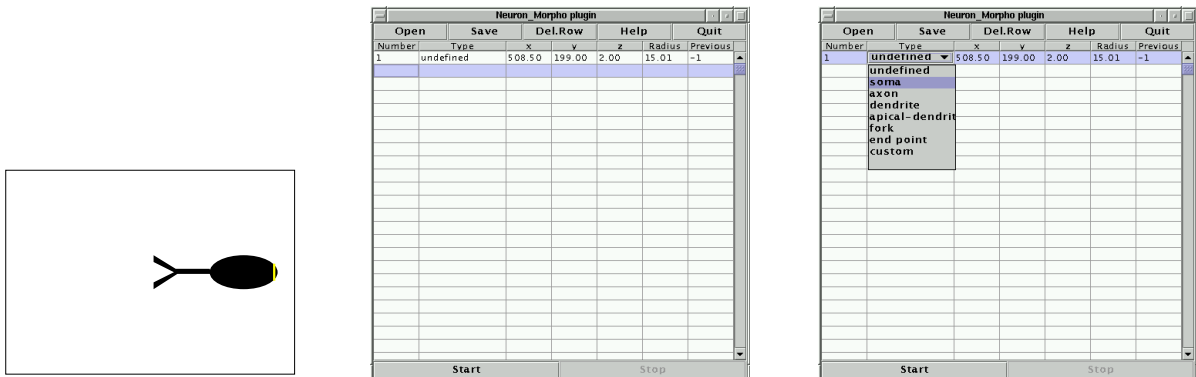 Neuron_Morpho plugin
Open Save Del.Row Help Quit
Number Type x y z Radius Previous
1 undefined 508.50 199.00 2.00 15.01 -1
Start Stop
Neuron_Morpho plugin
Open Save Del.Row Help Quit
Number Type x y z Radius Previous
1 undefined 508.50 199.00 2.00 15.01 -1
undefined
soma
axon
dendrite
apical-dendrit
fork
end point
custom
Start Stop